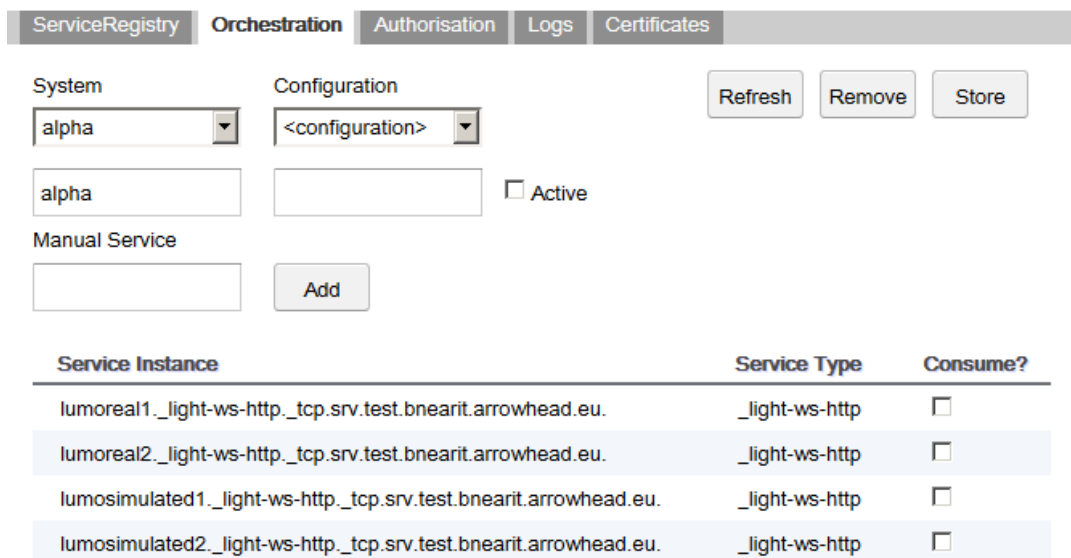 ServiceRegistry Orchestration Authorisation Logs Certificates
System Configuration Refresh Remove Store
alpha <configuration>
alpha Active
Manual Service
Add
Service Instance Service Type Consume?
lumoreal1._light-ws-http._tcp.srv.test.bnearit.arrowhead.eu. _light-ws-http
lumoreal2._light-ws-http._tcp.srv.test.bnearit.arrowhead.eu. _light-ws-http
lumosimulated1._light-ws-http._tcp.srv.test.bnearit.arrowhead.eu. _light-ws-http
lumosimulated2._light-ws-http._tcp.srv.test.bnearit.arrowhead.eu. _light-ws-http